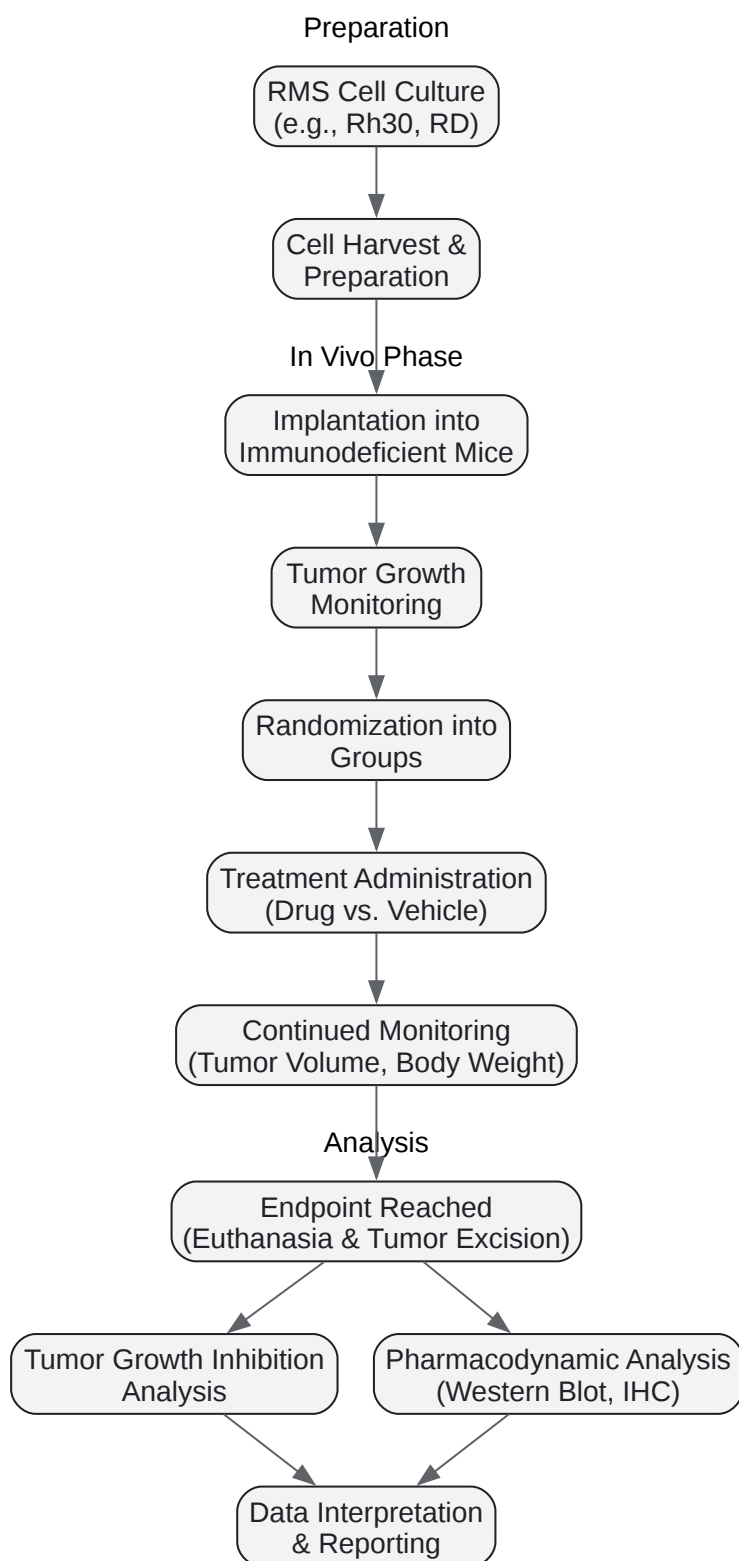 Preparation
RMS Cell Culture
(e.g., Rh30, RD)
Cell Harvest &
Preparation
In Vivo Phase
Implantation into
Immunodeficient Mice
Tumor Growth
Monitoring
Randomization into
Groups
Treatment Administration
(Drug vs. Vehicle)
Continued Monitoring
(Tumor Volume, Body Weight)
Analysis
Endpoint Reached
(Euthanasia & Tumor Excision)
Tumor Growth Inhibition
Analysis
Pharmacodynamic Analysis
(Western Blot, IHC)
Data Interpretation
& Reporting